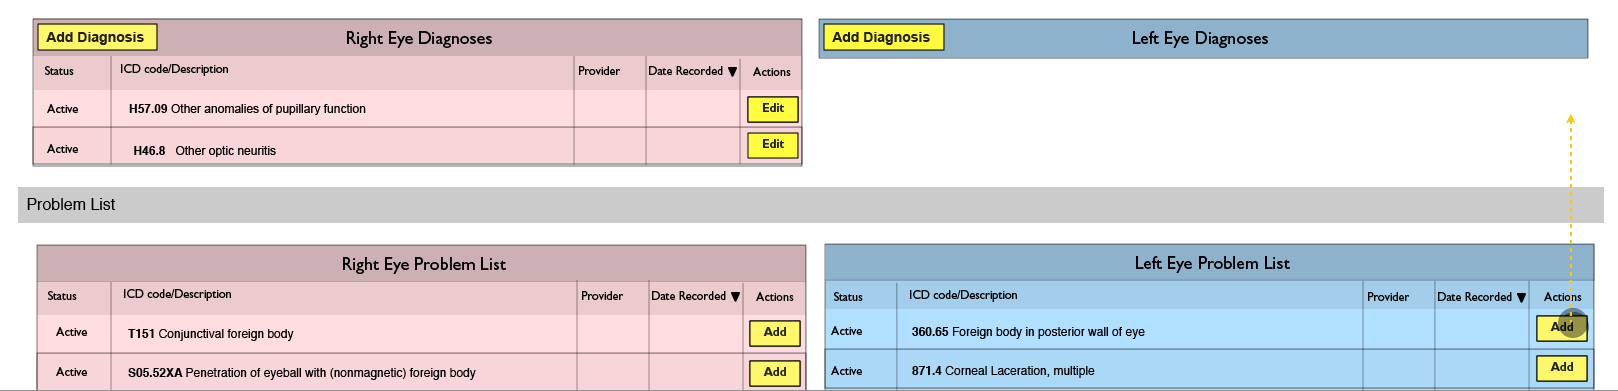 Add Diagnosis Right Eye Diagnoses
Status ICD code/Description Provider Date Recorded ▼ Actions
Active H57.09 Other anomalies of pupillary function Edit
Active H46.8 Other optic neuritis Edit
Add Diagnosis Left Eye Diagnoses
Problem List
Right Eye Problem List
Status ICD code/Description Provider Date Recorded ▼ Actions
Active T151 Conjunctival foreign body Add
Active S05.52XA Penetration of eyeball with (nonmagnetic) foreign body Add
Left Eye Problem List
Status ICD code/Description Provider Date Recorded ▼ Actions
Active 360.65 Foreign body in posterior wall of eye Add
Active 871.4 Corneal Laceration, multiple Add